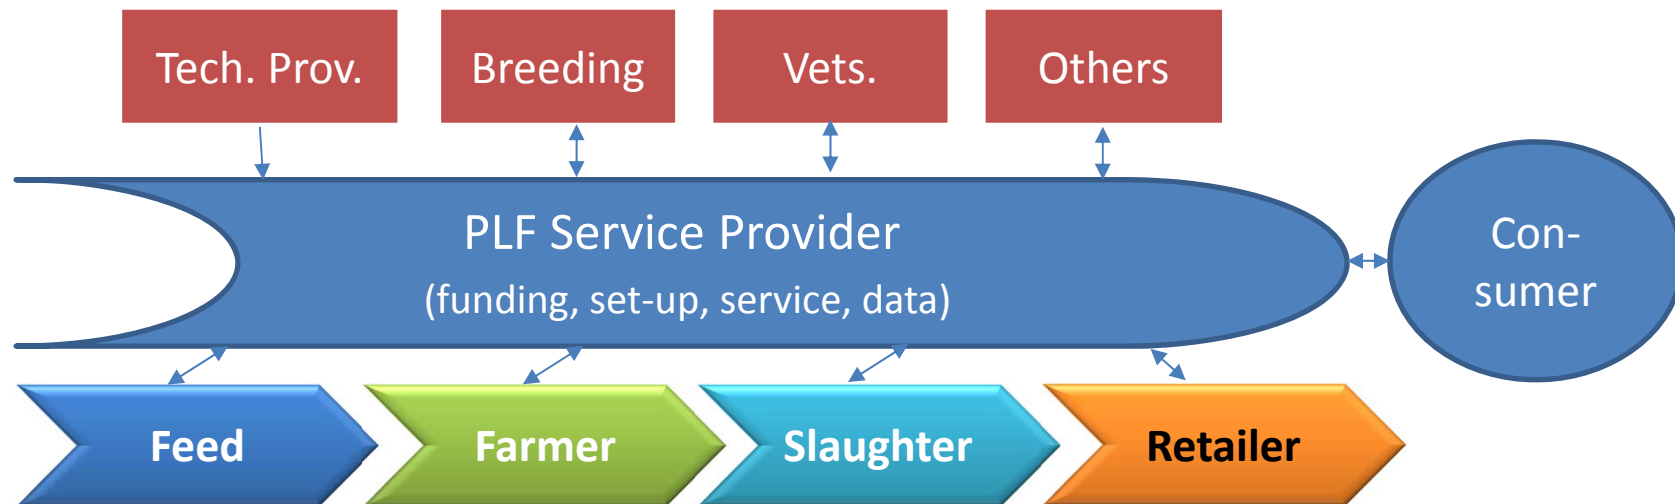 Tech. Prov.
Breeding
Vets.
Others
PLF Service Provider
(funding, set-up, service, data)
Con-
sumer
Feed
Farmer
Slaughter
Retailer